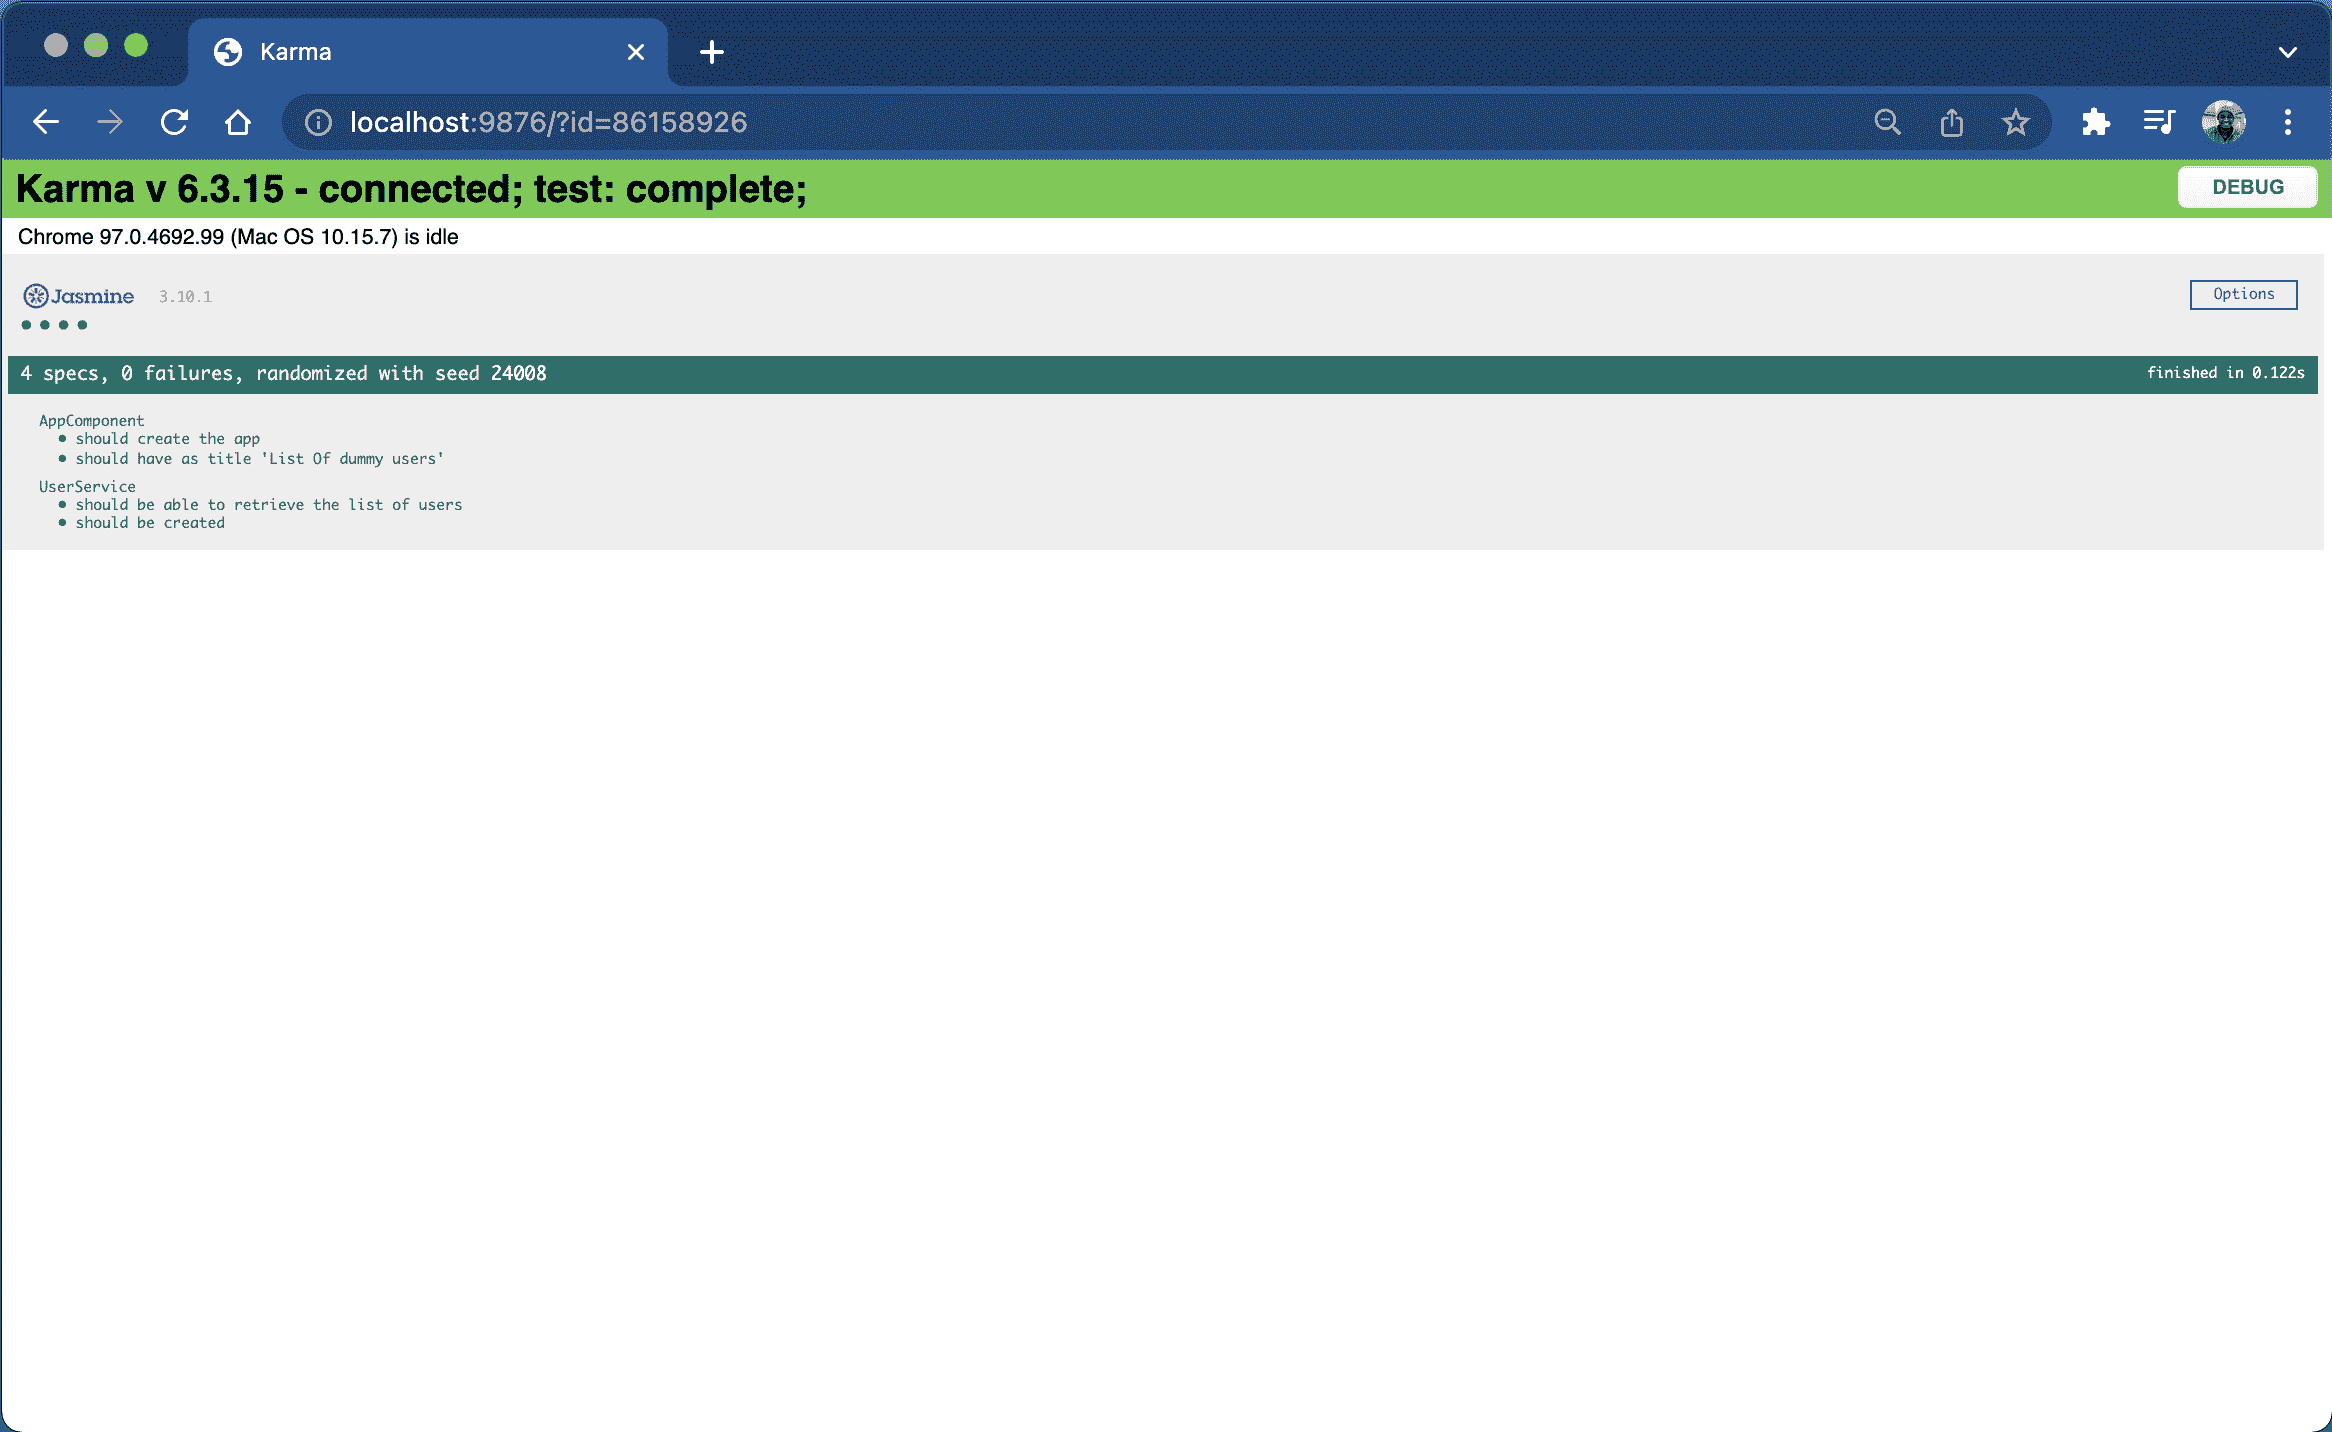 Karma
localhost:9876/?id=86158926
Karma v 6.3.15 - connected; test: complete;
DEBUG
Chrome 97.0.4692.99 (Mac OS 10.15.7) is idle
Jasmine 3.10.1
Options
4 specs, 0 failures, randomized with seed 24008
finished in 0.122s
AppComponent
• should create the app
• should have as title 'List Of dummy users'
UserService
• should be able to retrieve the list of users
• should be created